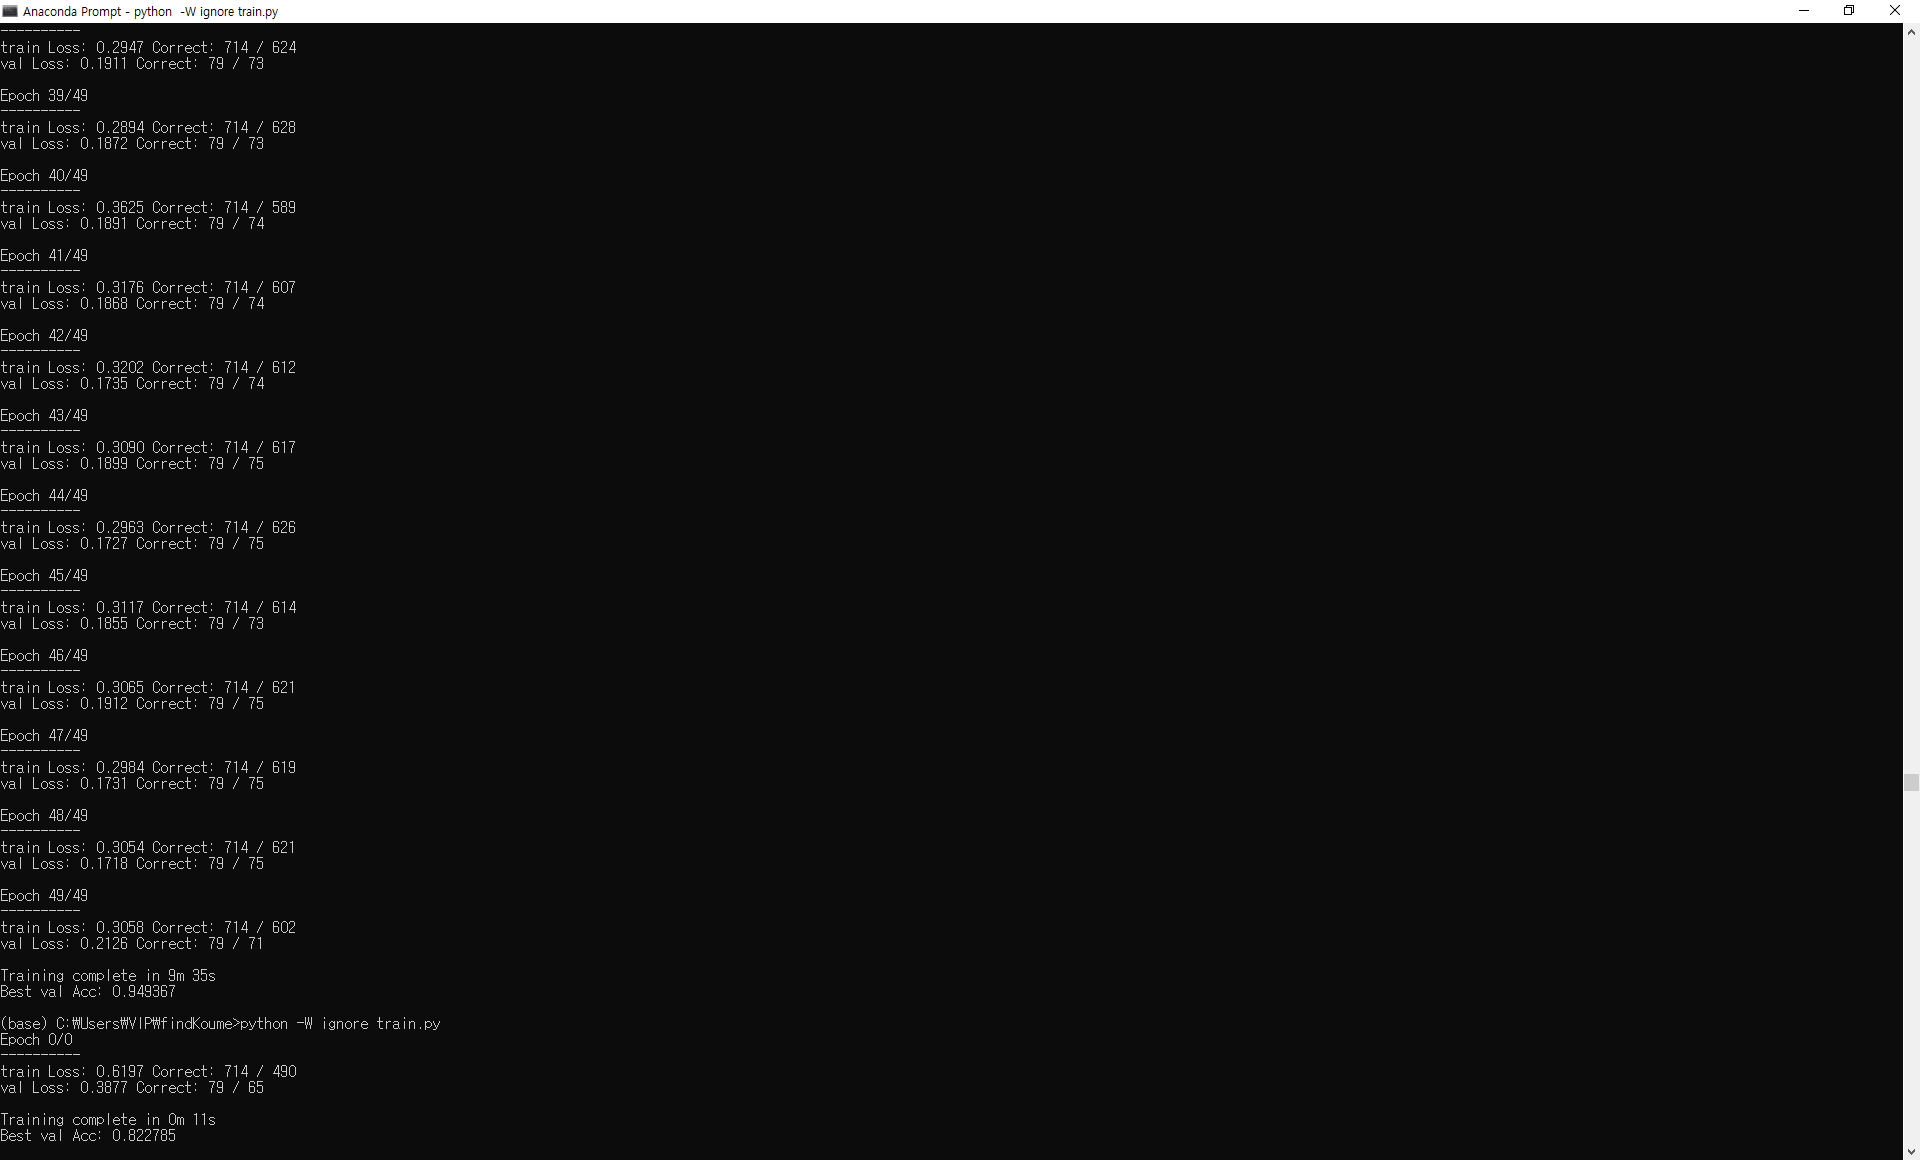 Anaconda Prompt - python  -W ignore train.py
----------
train Loss: 0.2947 Correct: 714 / 624
val Loss: 0.1911 Correct: 79 / 73
Epoch 39/49
----------
train Loss: 0.2894 Correct: 714 / 628
val Loss: 0.1872 Correct: 79 / 73
Epoch 40/49
----------
train Loss: 0.3625 Correct: 714 / 589
val Loss: 0.1891 Correct: 79 / 74
Epoch 41/49
----------
train Loss: 0.3176 Correct: 714 / 607
val Loss: 0.1868 Correct: 79 / 74
Epoch 42/49
----------
train Loss: 0.3202 Correct: 714 / 612
val Loss: 0.1735 Correct: 79 / 74
Epoch 43/49
----------
train Loss: 0.3090 Correct: 714 / 617
val Loss: 0.1899 Correct: 79 / 75
Epoch 44/49
----------
train Loss: 0.2963 Correct: 714 / 626
val Loss: 0.1727 Correct: 79 / 75
Epoch 45/49
----------
train Loss: 0.3117 Correct: 714 / 614
val Loss: 0.1855 Correct: 79 / 73
Epoch 46/49
----------
train Loss: 0.3065 Correct: 714 / 621
val Loss: 0.1912 Correct: 79 / 75
Epoch 47/49
----------
train Loss: 0.2984 Correct: 714 / 619
val Loss: 0.1731 Correct: 79 / 75
Epoch 48/49
----------
train Loss: 0.3054 Correct: 714 / 621
val Loss: 0.1718 Correct: 79 / 75
Epoch 49/49
----------
train Loss: 0.3058 Correct: 714 / 602
val Loss: 0.2126 Correct: 79 / 71
Training complete in 9m 35s
Best val Acc: 0.949367
(base) C:₩Users₩VIP₩findKoume>python -W ignore train.py
Epoch 0/0
----------
train Loss: 0.6197 Correct: 714 / 490
val Loss: 0.3877 Correct: 79 / 65
Training complete in 0m 11s
Best val Acc: 0.822785